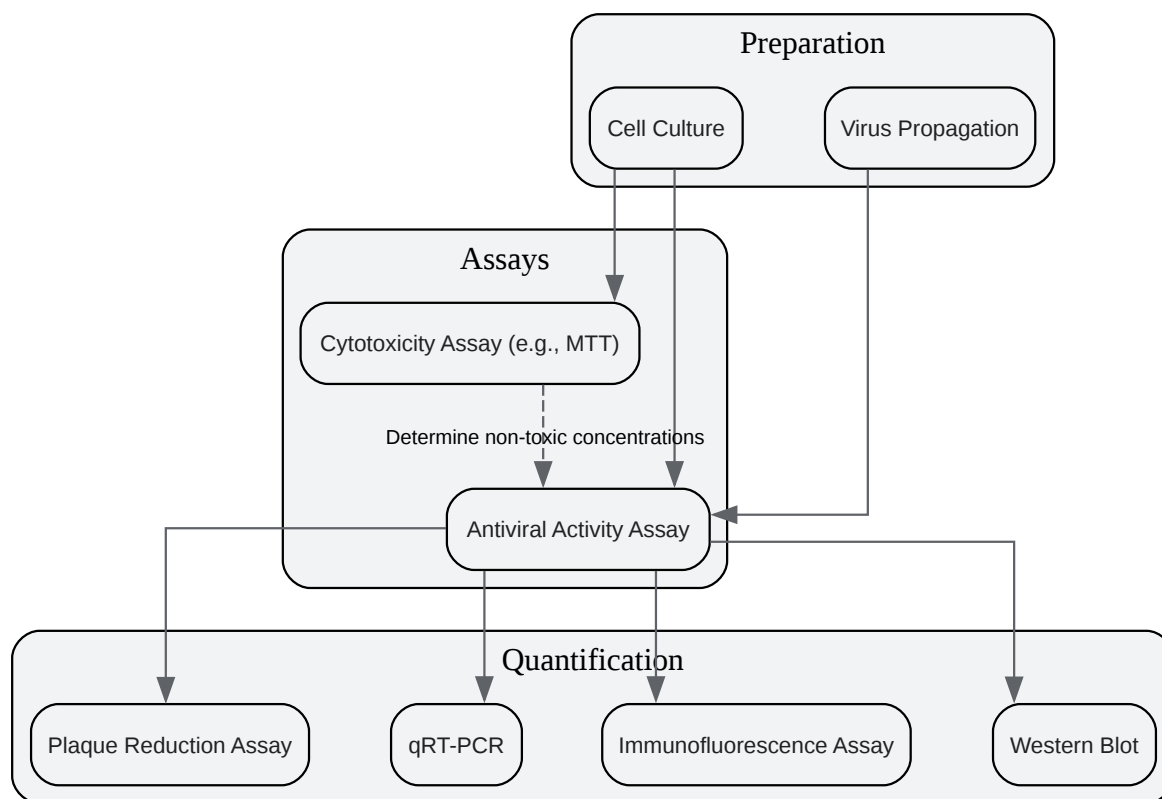 Preparation
Cell Culture
Virus Propagation
Assays
Cytotoxicity Assay (e.g., MTT)
Determine non-toxic concentrations
Antiviral Activity Assay
Quantification
Plaque Reduction Assay
qRT-PCR
Immunofluorescence Assay
Western Blot